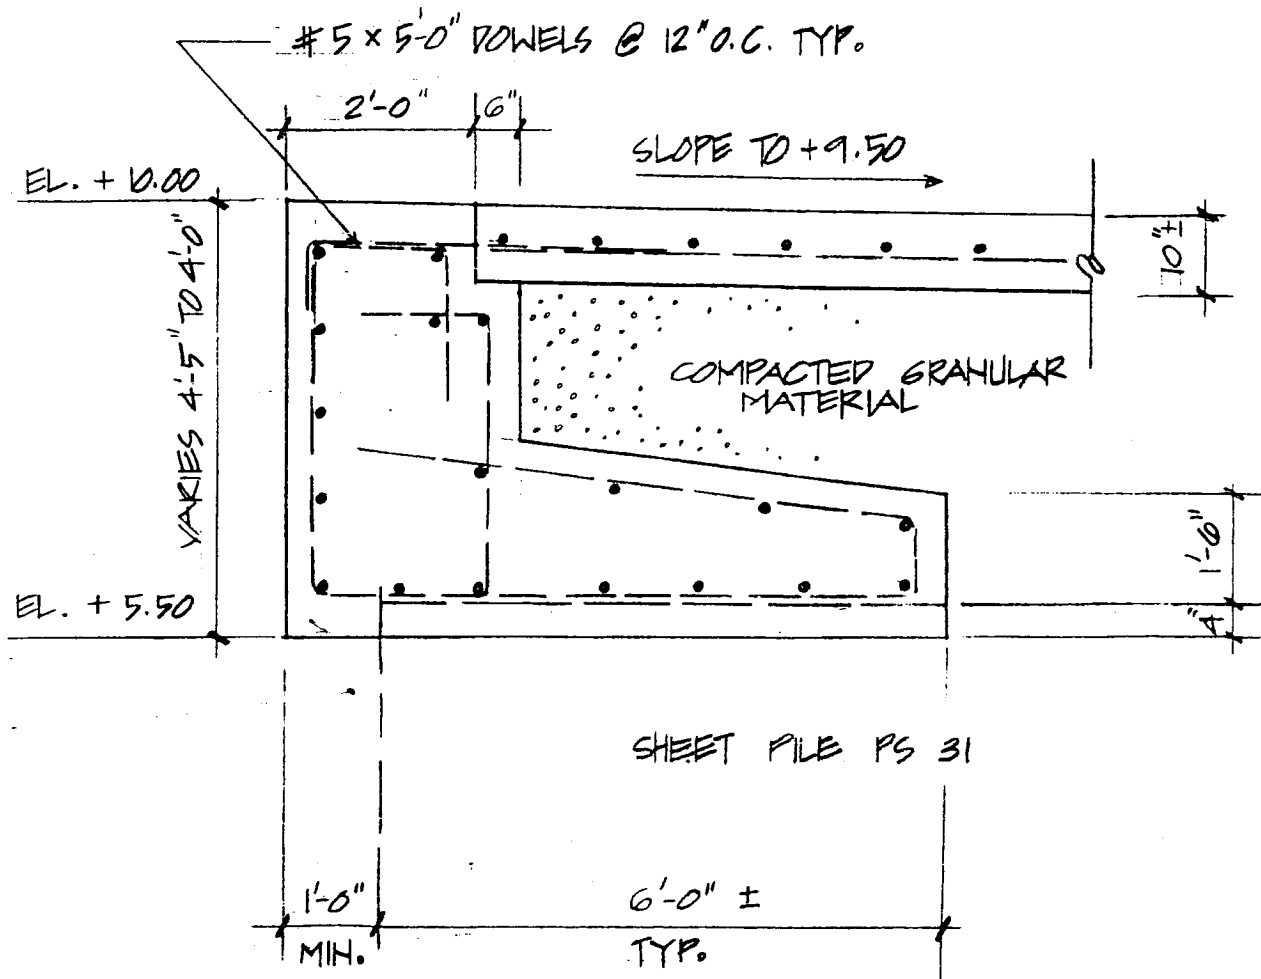 #5 x 5'-0" DOWELS @ 12" O.C. TYP.
2'-0"
6"
SLOPE TO +9.50
EL. + 10.00
10"±
VARIES 4'-5" TO 4'-0"
COMPACTED GRANULAR
MATERIAL
1'-6"
EL. + 5.50
4"
SHEET PILE PS 31
1'-0"
MIN.
6'-0" ±
TYP.